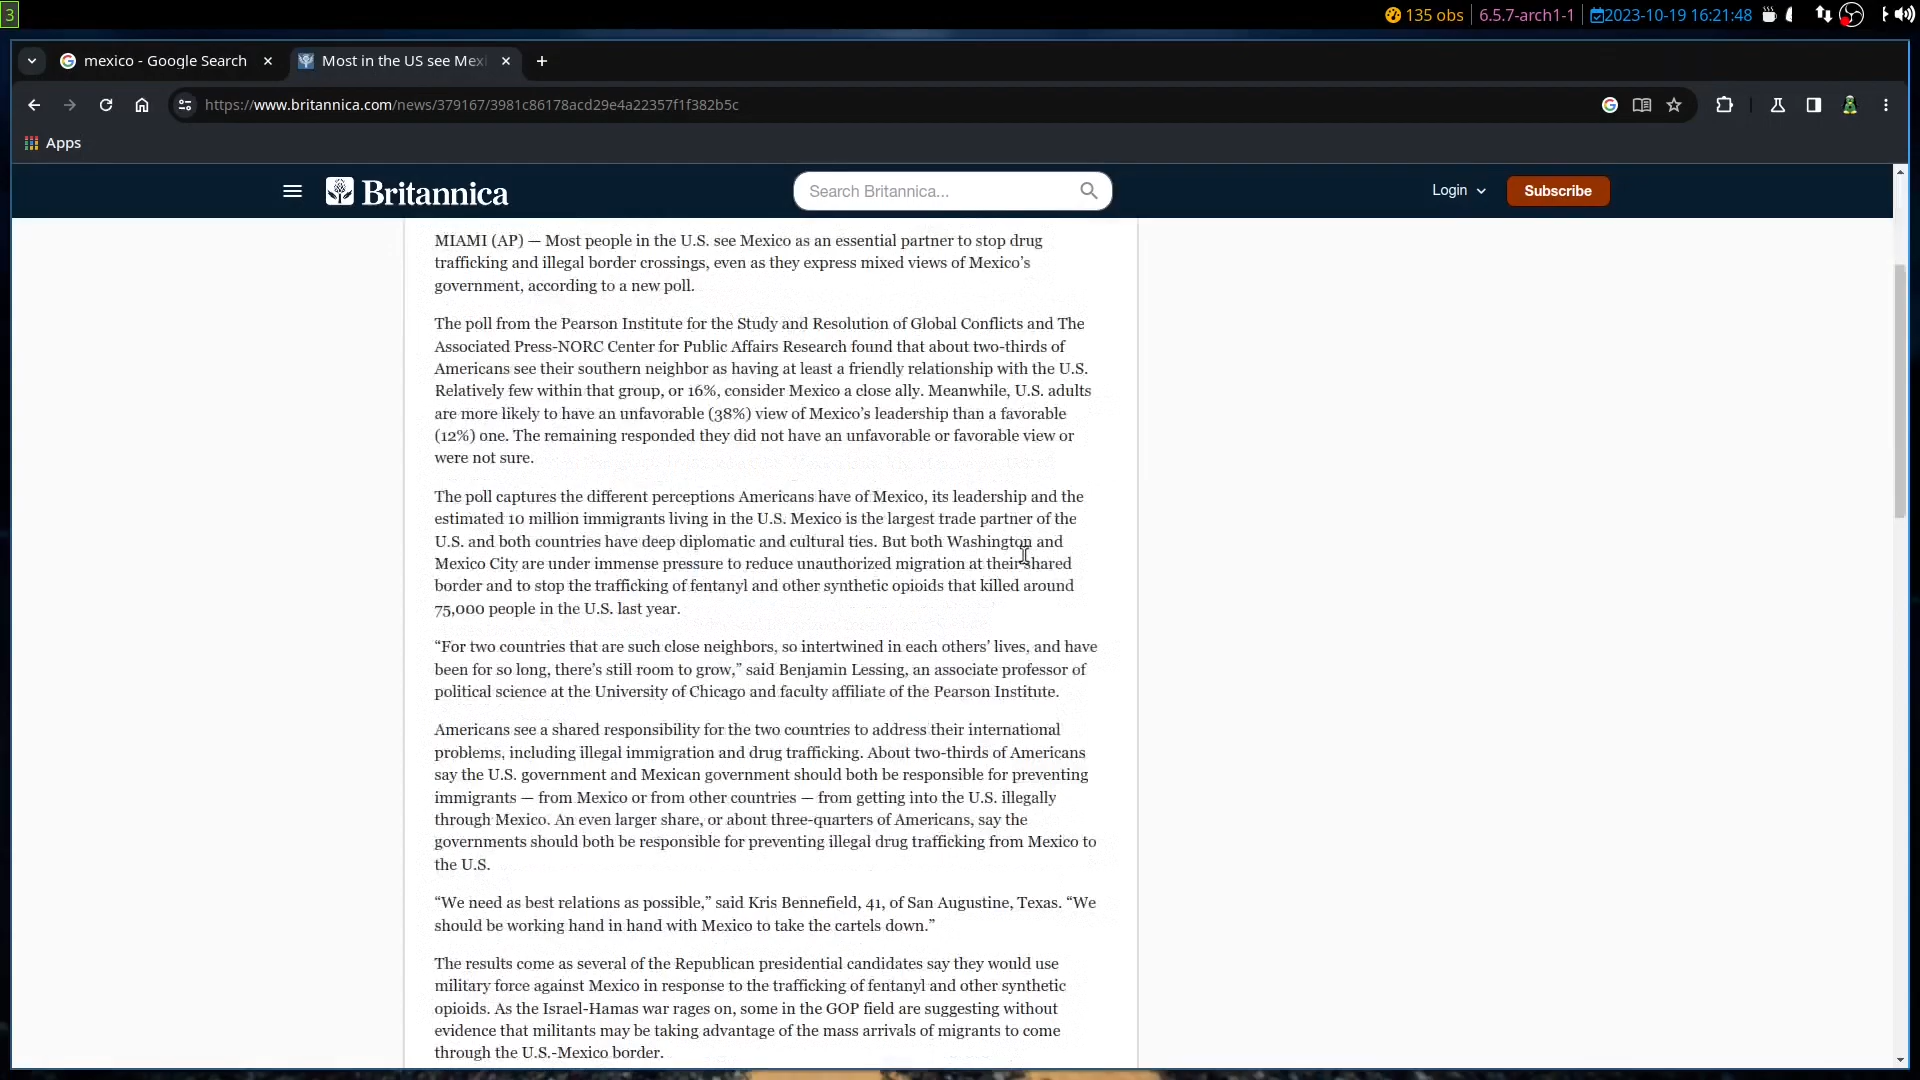 3
135 obs
6.5.7-arch1-1
2023-10-19 16:21:48
mexico - Google Search
Most in the US see Mexi
https://www.britannica.com/news/379167/3981c86178acd29e4a22357f1f382b5c
Apps
Britannica
Search Britannica...
Login
Subscribe
MIAMI (AP) — Most people in the U.S. see Mexico as an essential partner to stop drug
trafficking and illegal border crossings, even as they express mixed views of Mexico’s
government, according to a new poll.
The poll from the Pearson Institute for the Study and Resolution of Global Conflicts and The
Associated Press-NORC Center for Public Affairs Research found that about two-thirds of
Americans see their southern neighbor as having at least a friendly relationship with the U.S.
Relatively few within that group, or 16%, consider Mexico a close ally. Meanwhile, U.S. adults
are more likely to have an unfavorable (38%) view of Mexico’s leadership than a favorable
(12%) one. The remaining responded they did not have an unfavorable or favorable view or
were not sure.
The poll captures the different perceptions Americans have of Mexico, its leadership and the
estimated 10 million immigrants living in the U.S. Mexico is the largest trade partner of the
U.S. and both countries have deep diplomatic and cultural ties. But both Washington and
Mexico City are under immense pressure to reduce unauthorized migration at their shared
border and to stop the trafficking of fentanyl and other synthetic opioids that killed around
75,000 people in the U.S. last year.
“For two countries that are such close neighbors, so intertwined in each others’ lives, and have
been for so long, there’s still room to grow,” said Benjamin Lessing, an associate professor of
political science at the University of Chicago and faculty affiliate of the Pearson Institute.
Americans see a shared responsibility for the two countries to address their international
problems, including illegal immigration and drug trafficking. About two-thirds of Americans
say the U.S. government and Mexican government should both be responsible for preventing
immigrants — from Mexico or from other countries — from getting into the U.S. illegally
through Mexico. An even larger share, or about three-quarters of Americans, say the
governments should both be responsible for preventing illegal drug trafficking from Mexico to
the U.S.
“We need as best relations as possible,” said Kris Bennefield, 41, of San Augustine, Texas. “We
should be working hand in hand with Mexico to take the cartels down.”
The results come as several of the Republican presidential candidates say they would use
military force against Mexico in response to the trafficking of fentanyl and other synthetic
opioids. As the Israel-Hamas war rages on, some in the GOP field are suggesting without
evidence that militants may be taking advantage of the mass arrivals of migrants to come
through the U.S.-Mexico border.